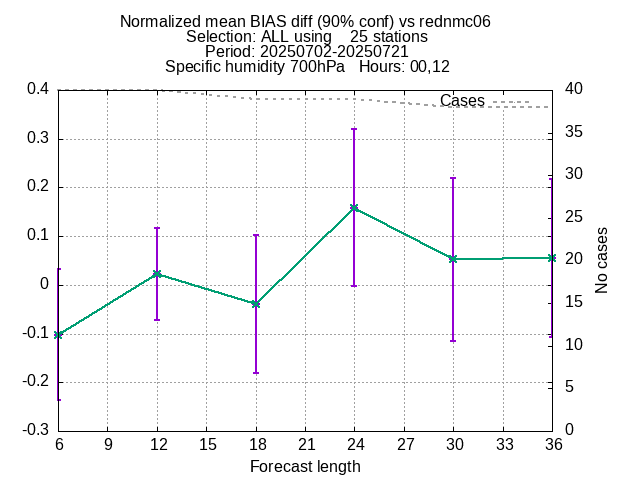 Normalized mean BIAS diff (90% conf) vs rednmc06
Selection: ALL using    25 stations
Period: 20250702-20250721
Specific humidity 700hPa   Hours: 00,12
Cases
0.4
0.3
0.2
0.1
0
-0.1
-0.2
-0.3
40
35
30
25
20
15
10
5
0
No cases
6 9 12 15 18 21 24 27 30 33 36
Forecast length